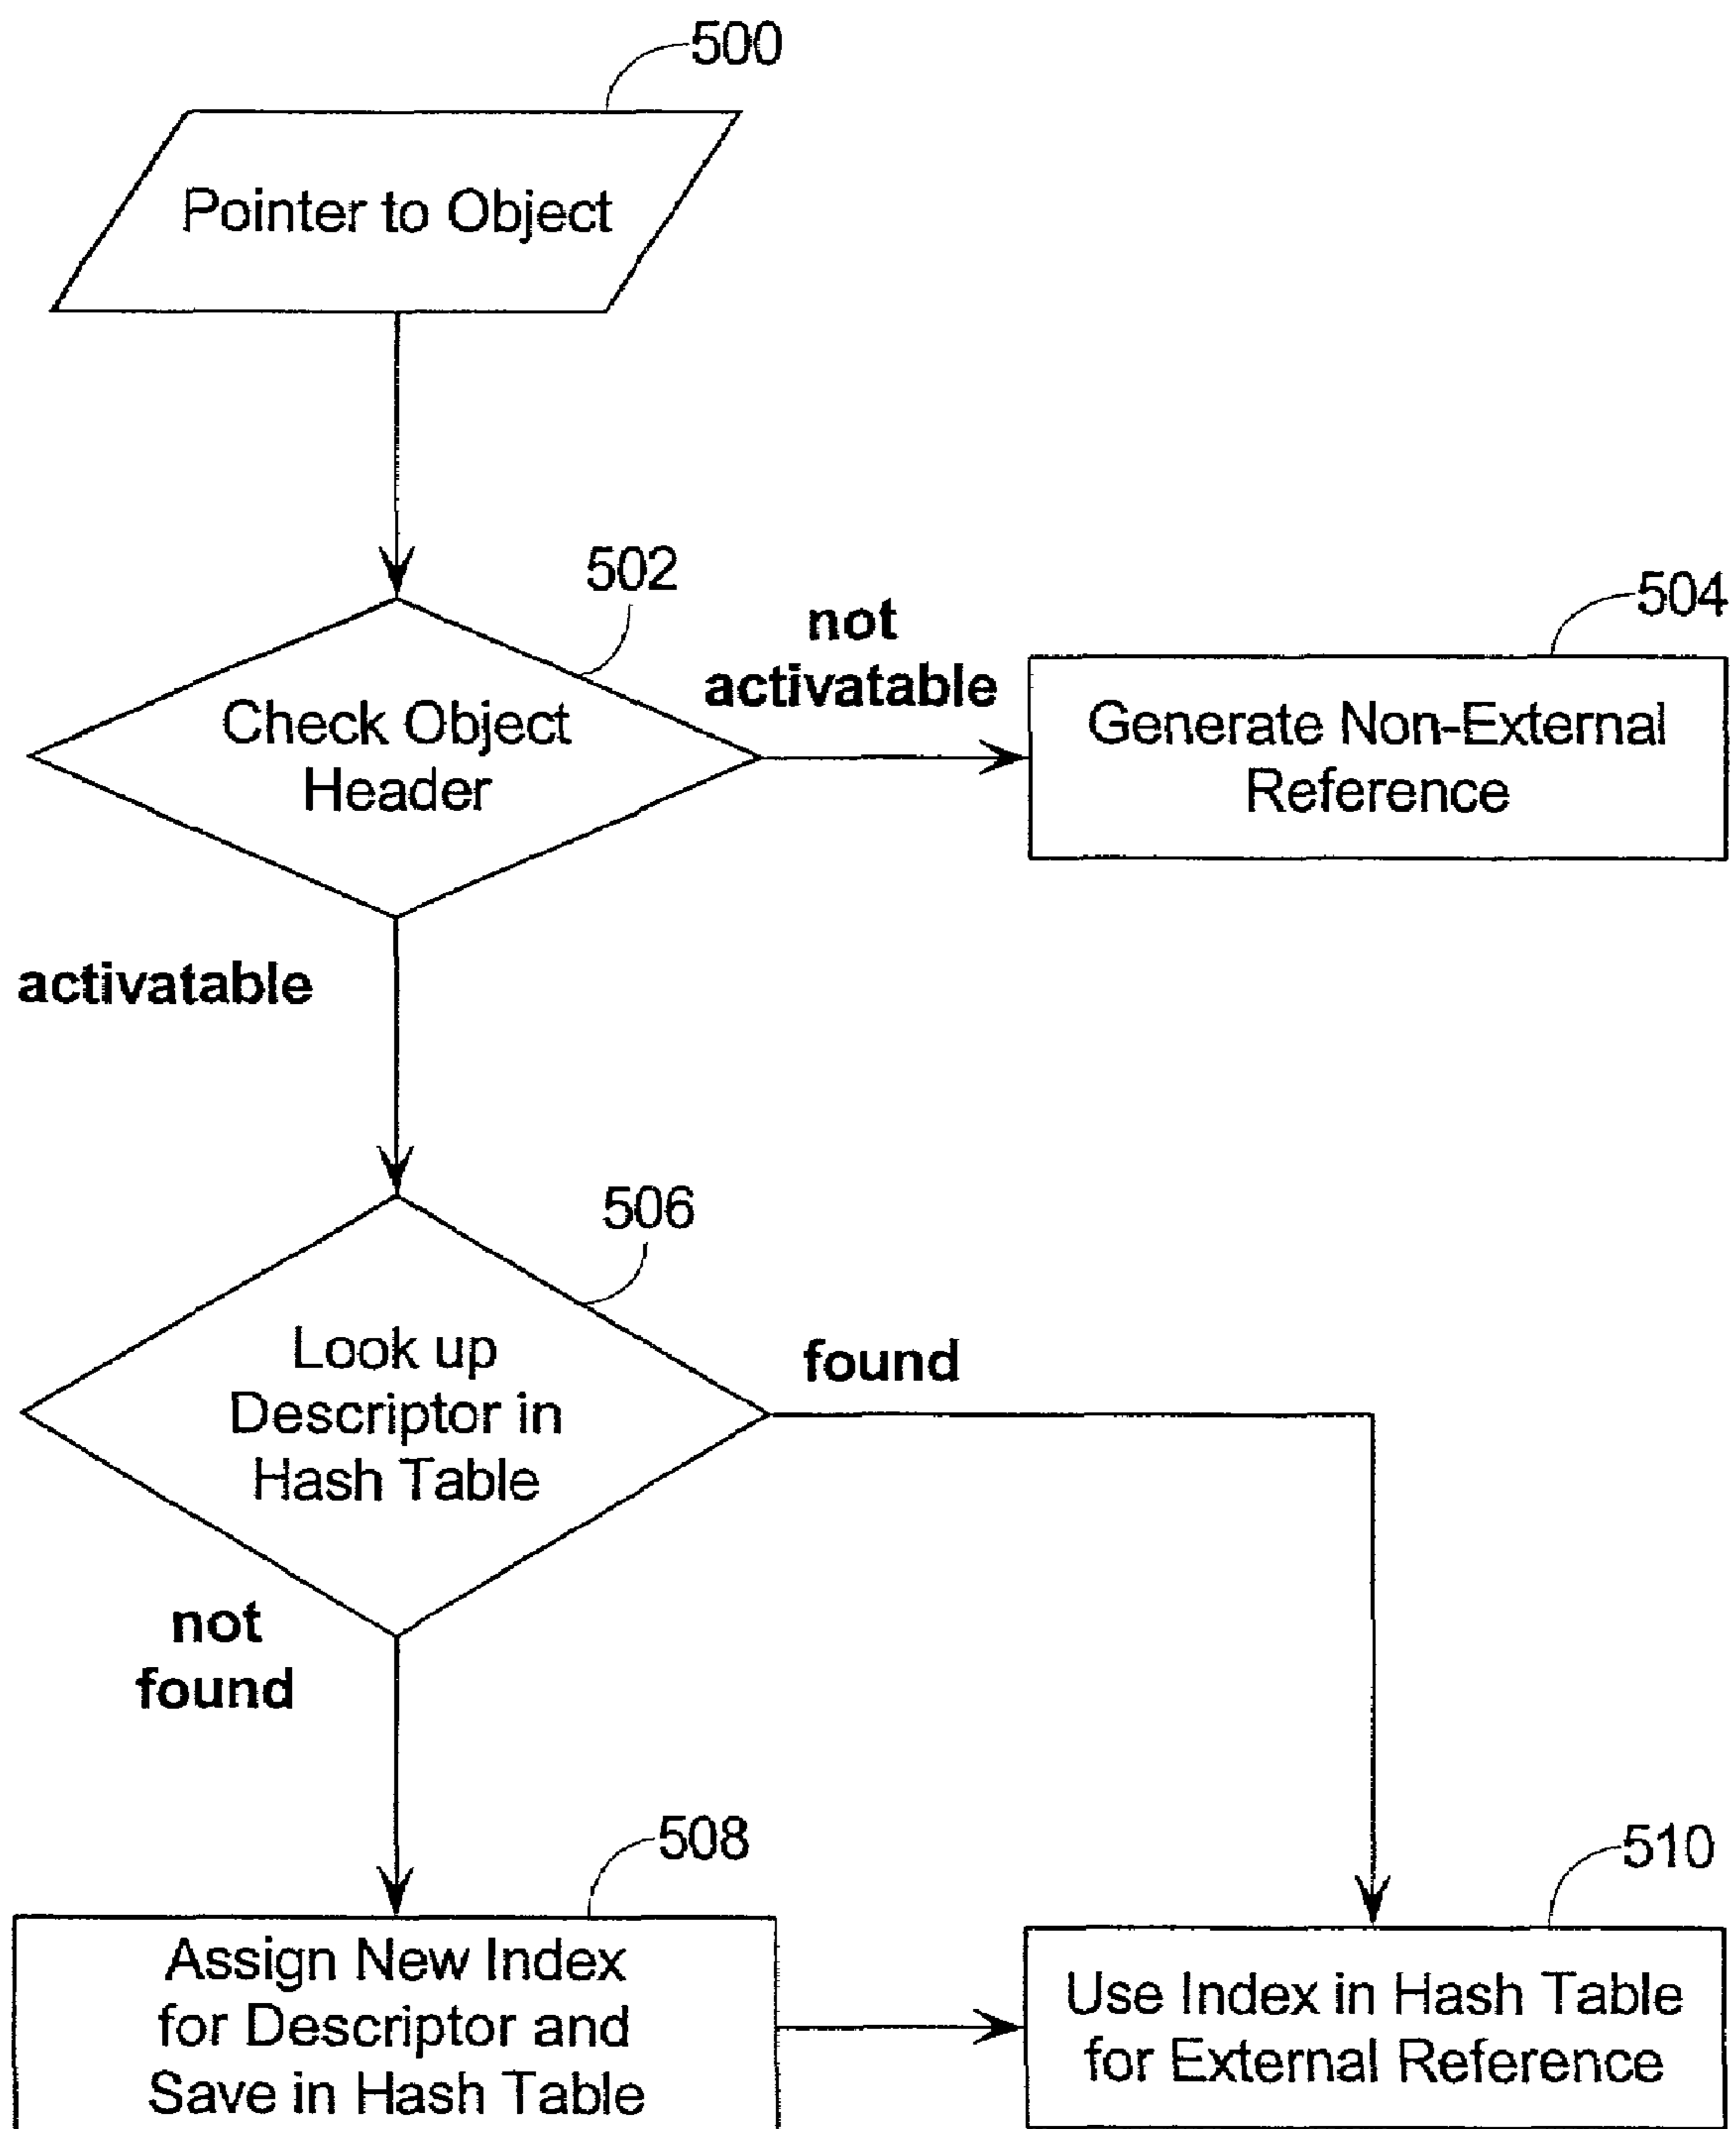 500
Pointer to Object
502
not
activatable
504
Check Object
Header
Generate Non-External
Reference
activatable
506
Look up
Descriptor in
Hash Table
found
not
found
508
510
Assign New Index
for Descriptor and
Save in Hash Table
Use Index in Hash Table
for External Reference